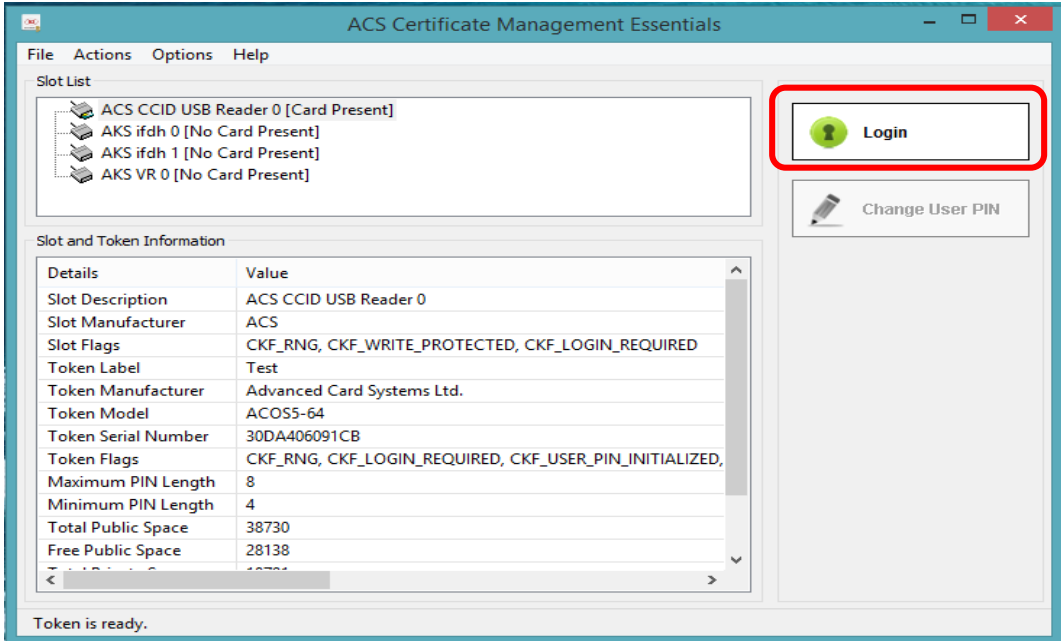 ACS Certificate Management Essentials
File Actions Options Help
Slot List
ACS CCID USB Reader 0 [Card Present]
AKS ifdh 0 [No Card Present]
AKS ifdh 1 [No Card Present]
AKS VR 0 [No Card Present]
Login
Change User PIN
Slot and Token Information
Details Value
Slot Description ACS CCID USB Reader 0
Slot Manufacturer ACS
Slot Flags CKF_RNG, CKF_WRITE_PROTECTED, CKF_LOGIN_REQUIRED
Token Label Test
Token Manufacturer Advanced Card Systems Ltd.
Token Model ACOS5-64
Token Serial Number 30DA406091CB
Token Flags CKF_RNG, CKF_LOGIN_REQUIRED, CKF_USER_PIN_INITIALIZED,
Maximum PIN Length 8
Minimum PIN Length 4
Total Public Space 38730
Free Public Space 28138
Token is ready.